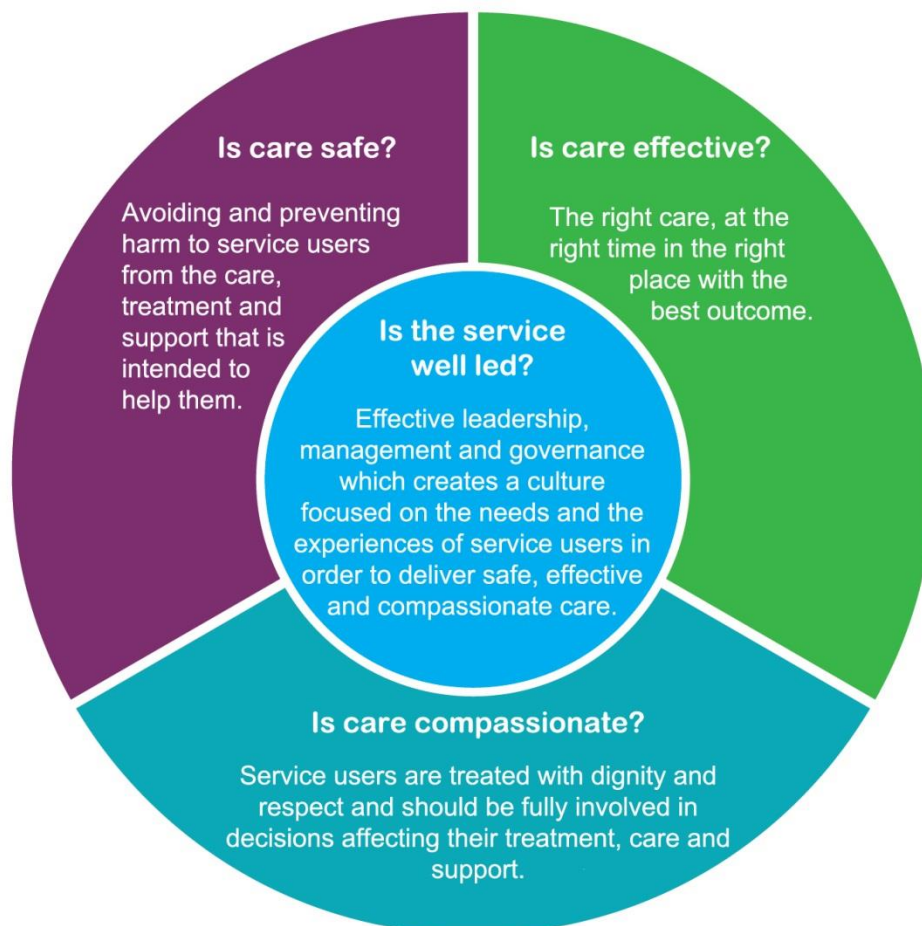 Is care safe?
Avoiding and preventing
harm to service users
from the care,
treatment and
support that is
intended to
help them.
Is care effective?
The right care, at the
right time in the right
place with the
best outcome.
Is the service
well led?
Effective leadership,
management and governance
which creates a culture
focused on the needs and the
experiences of service users in
order to deliver safe, effective
and compassionate care.
Is care compassionate?
Service users are treated with dignity and
respect and should be fully involved in
decisions affecting their treatment, care and
support.